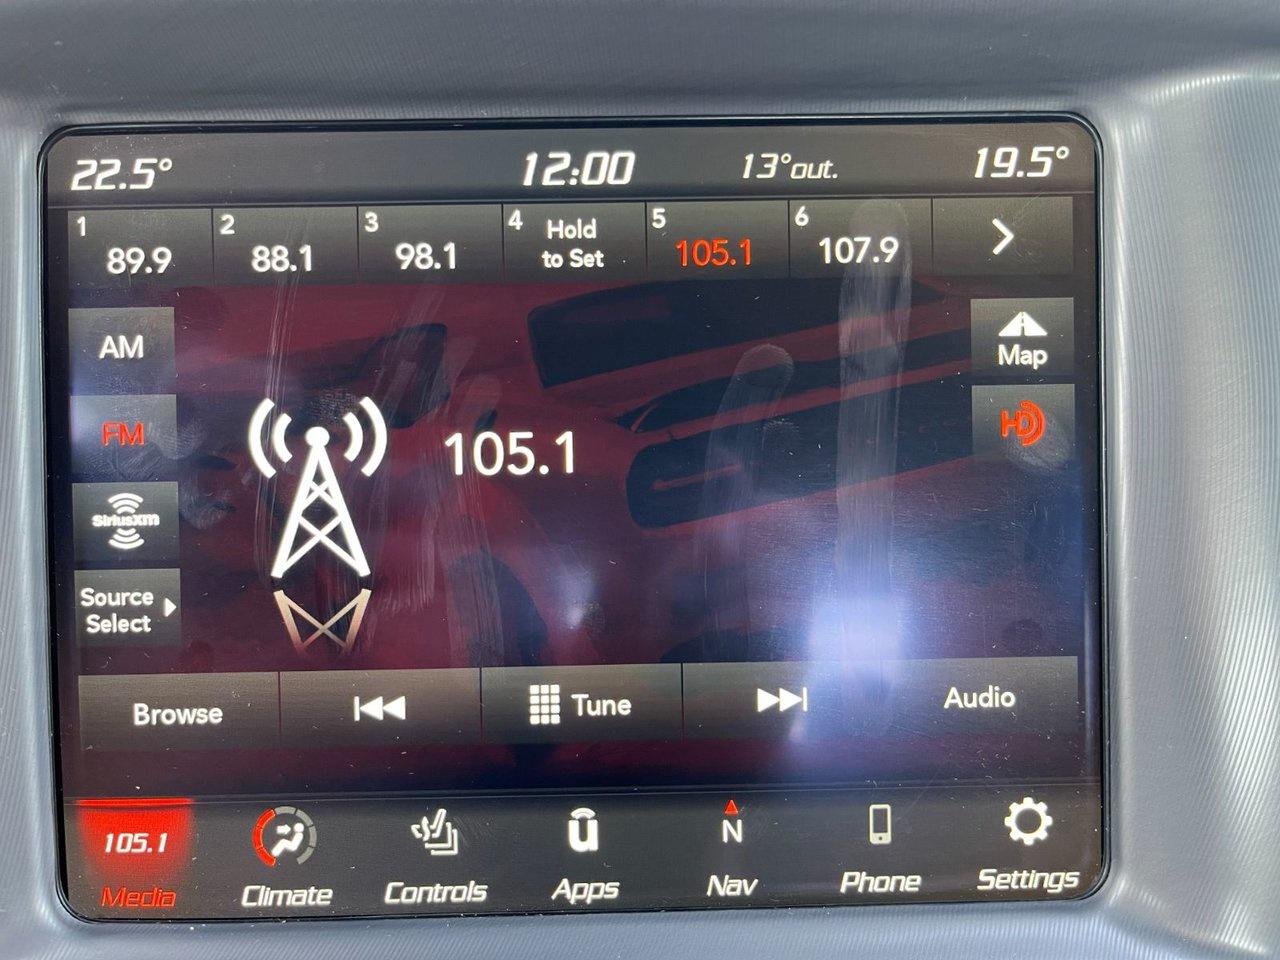 22.5° 12:00 13°out. 19.5°
1 2 3 4 5 6
89.9 88.1 98.1 Hold 105.1 107.9
to Set
AM
Map
FM
HD
105.1
SiriusXM
Source
Select
Browse Tune Audio
105.1 u N
Media Climate Controls Apps Nav Phone Settings